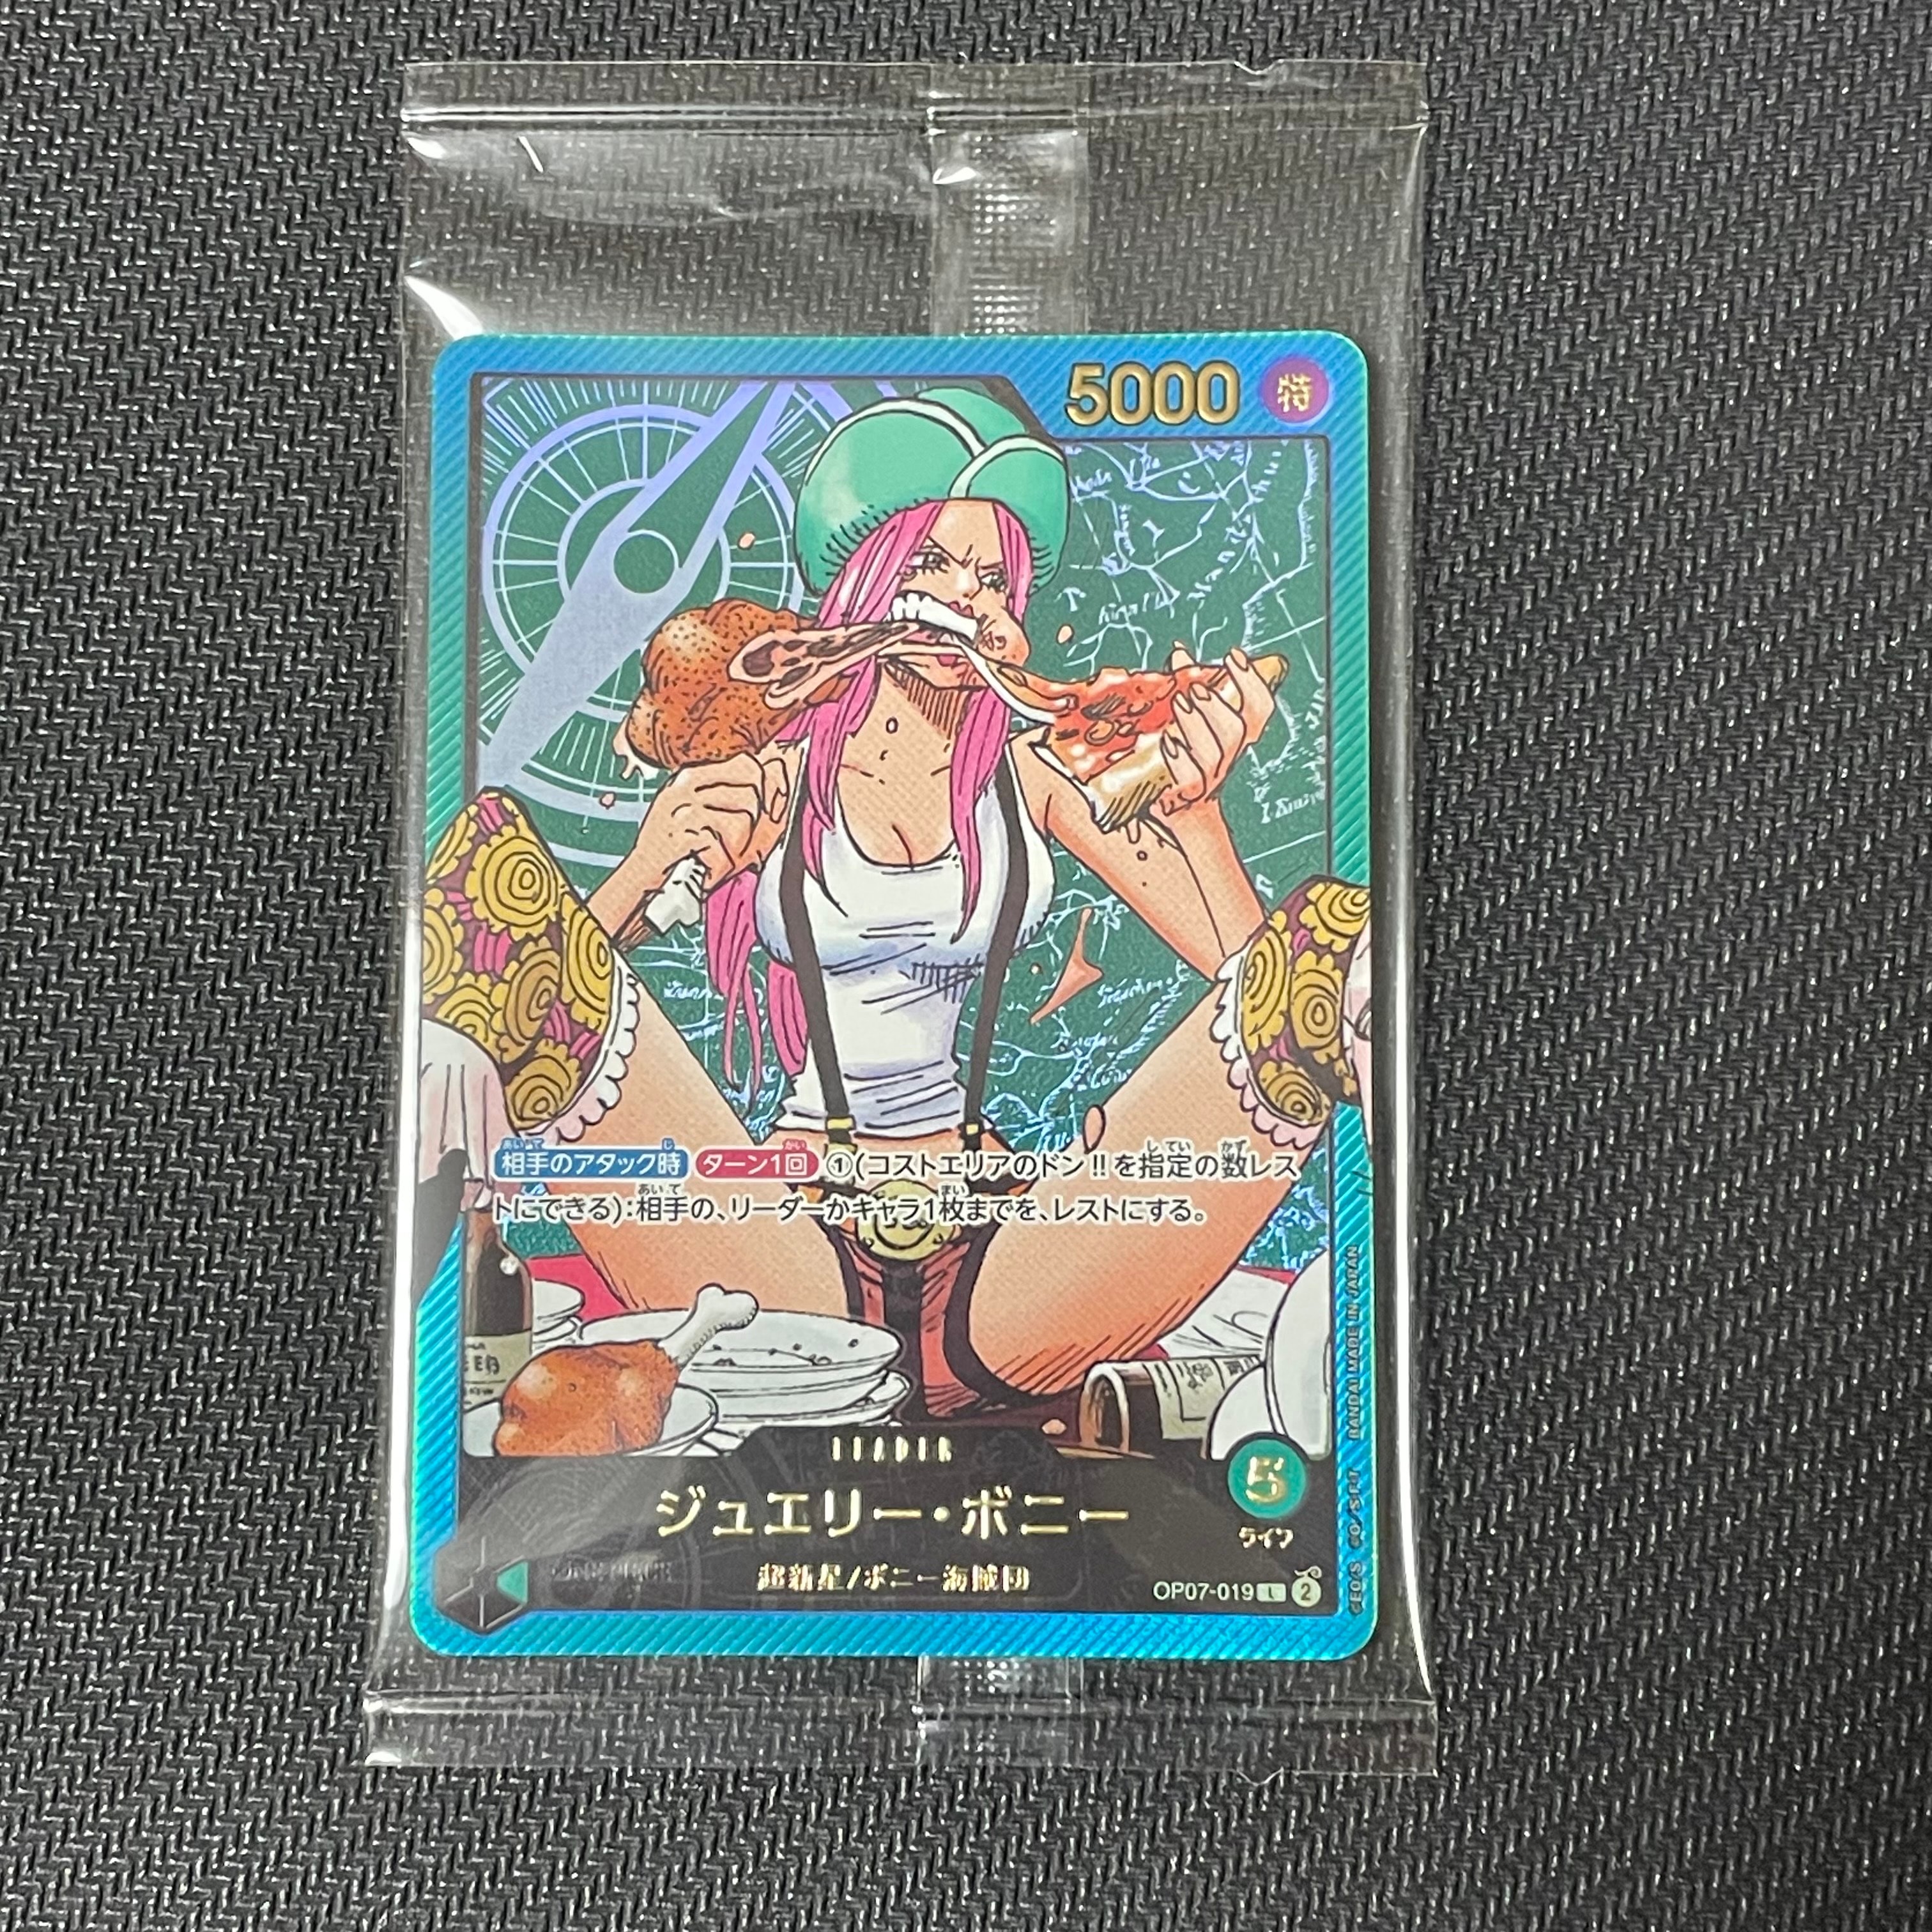 5000 特
相手のアタック時 ターン1回 ①(コストエリアのドン!!を指定の数レス
トにできる):相手の、リーダーかキャラ1枚までを、レストにする。
LEADER
ジュエリー・ボニー
5
ライフ
超新星/ボニー海賊団
OP07-019 L 2
BANDAI MADE IN JAPAN